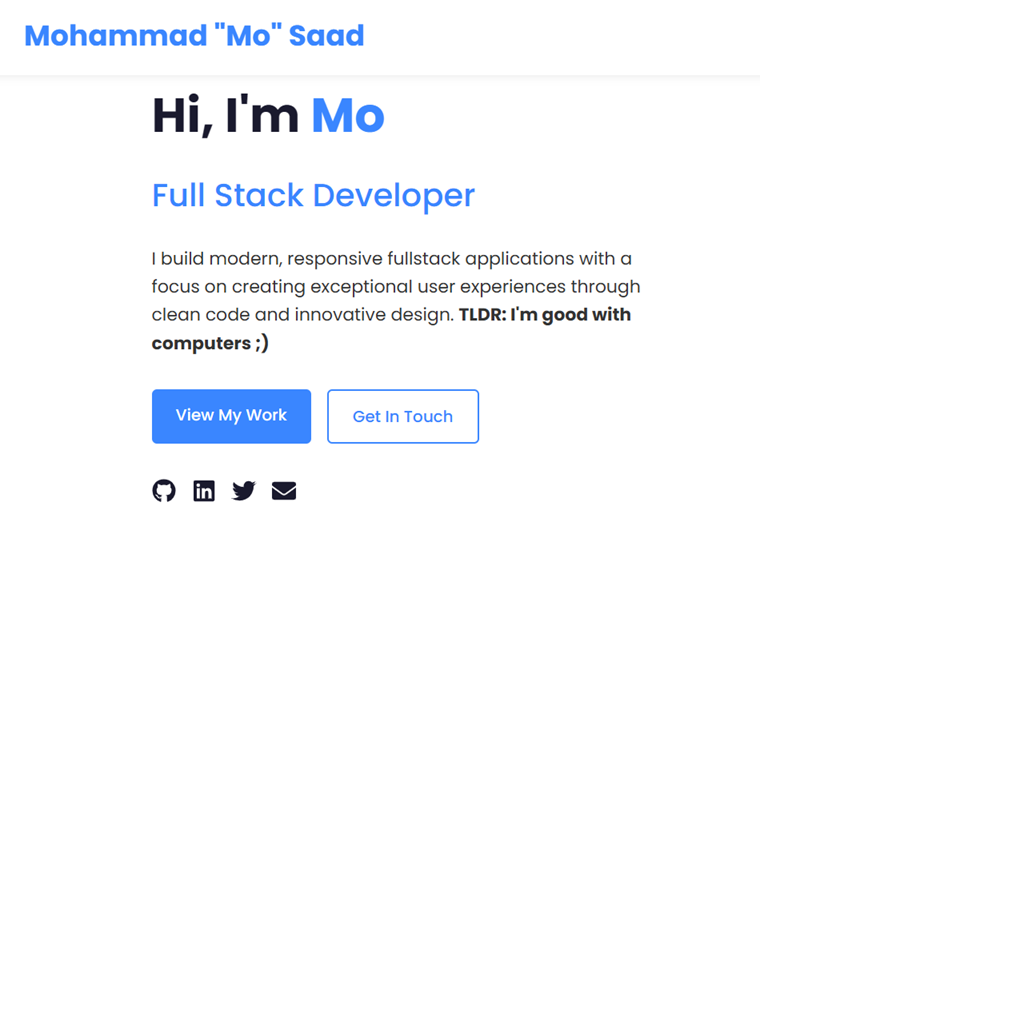 Mohammad "Mo" Saad
Hi, I'm Mo
Full Stack Developer
I build modern, responsive fullstack applications with a
focus on creating exceptional user experiences through
clean code and innovative design. TLDR: I'm good with
computers ;)
View My Work
Get In Touch